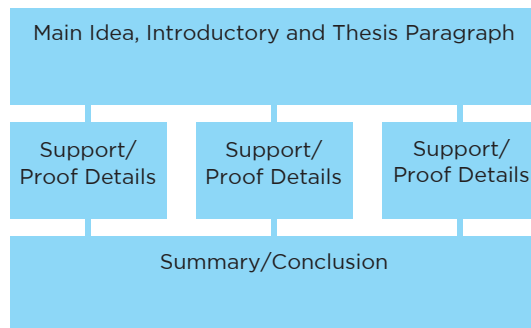 Main Idea, Introductory and Thesis Paragraph
Support/
Proof Details
Support/
Proof Details
Support/
Proof Details
Summary/Conclusion